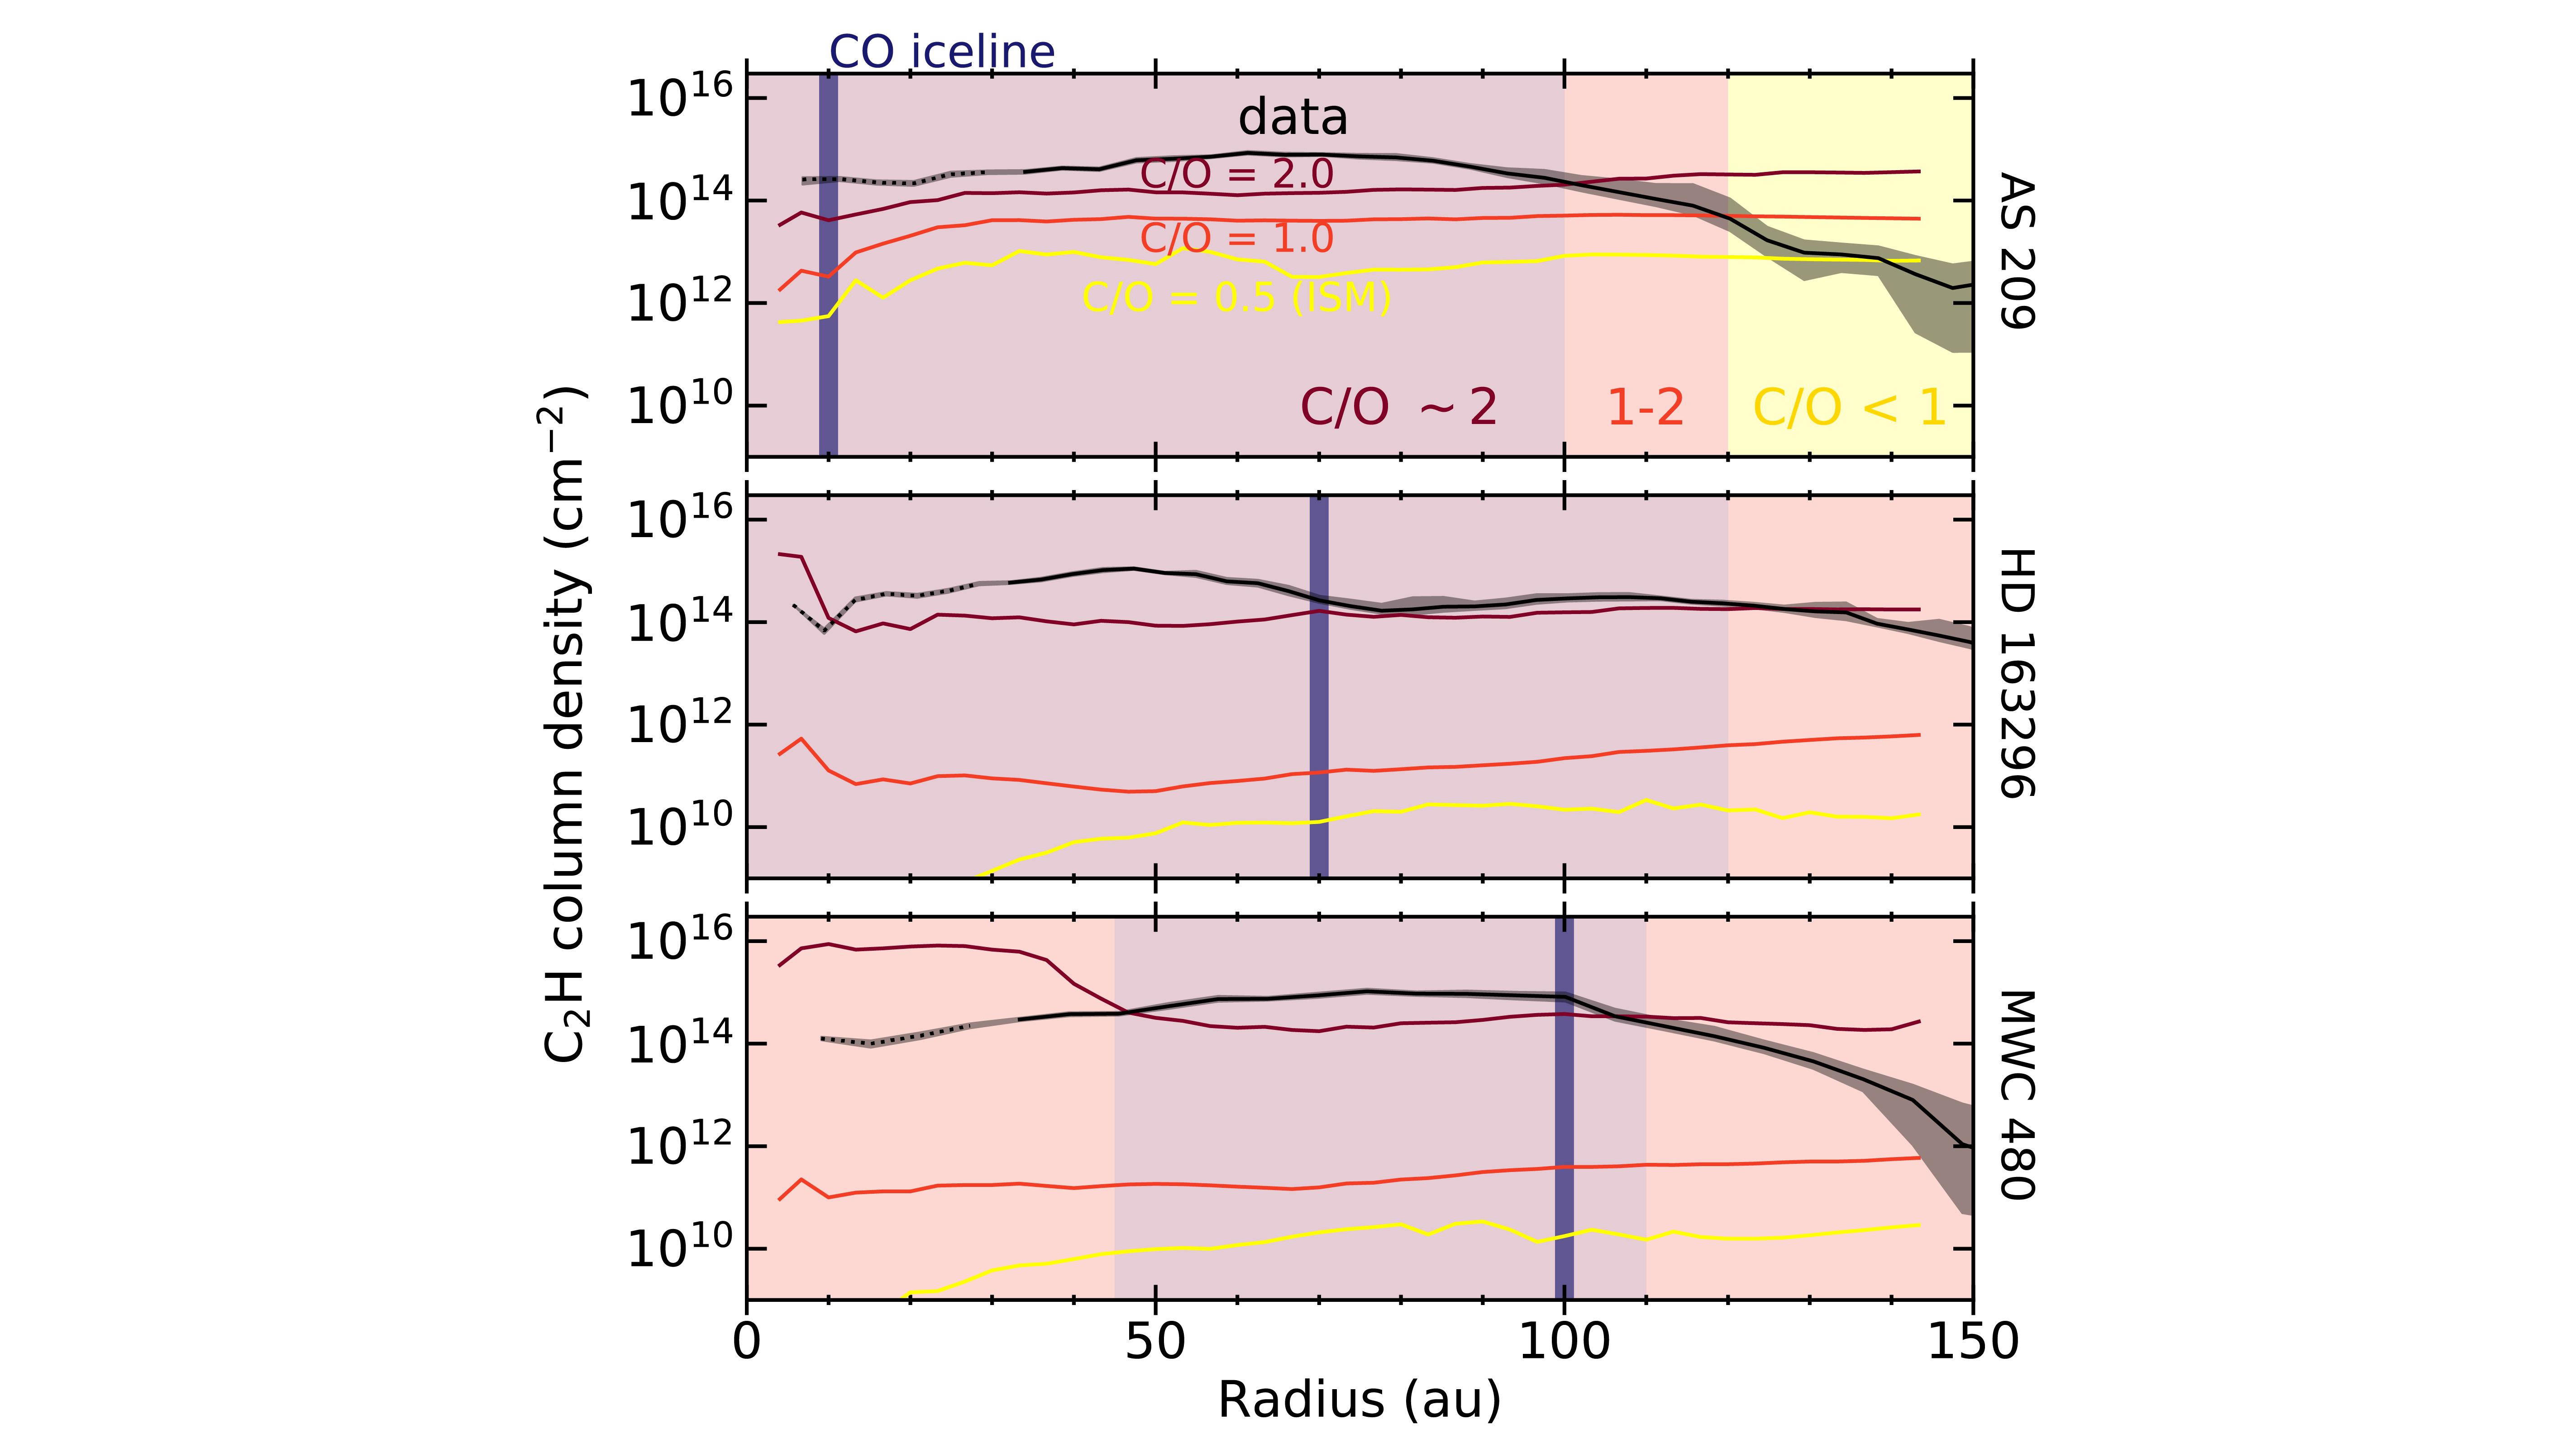 CO iceline
10^16
10^14
10^12
10^10
data
C/O = 2.0
C/O = 1.0
C/O = 0.5 (ISM)
C/O ~ 2
1-2
C/O < 1
AS 209
10^16
10^14
10^12
10^10
HD 163296
10^16
10^14
10^12
10^10
MWC 480
C₂H column density (cm⁻²)
0 50 100 150
Radius (au)